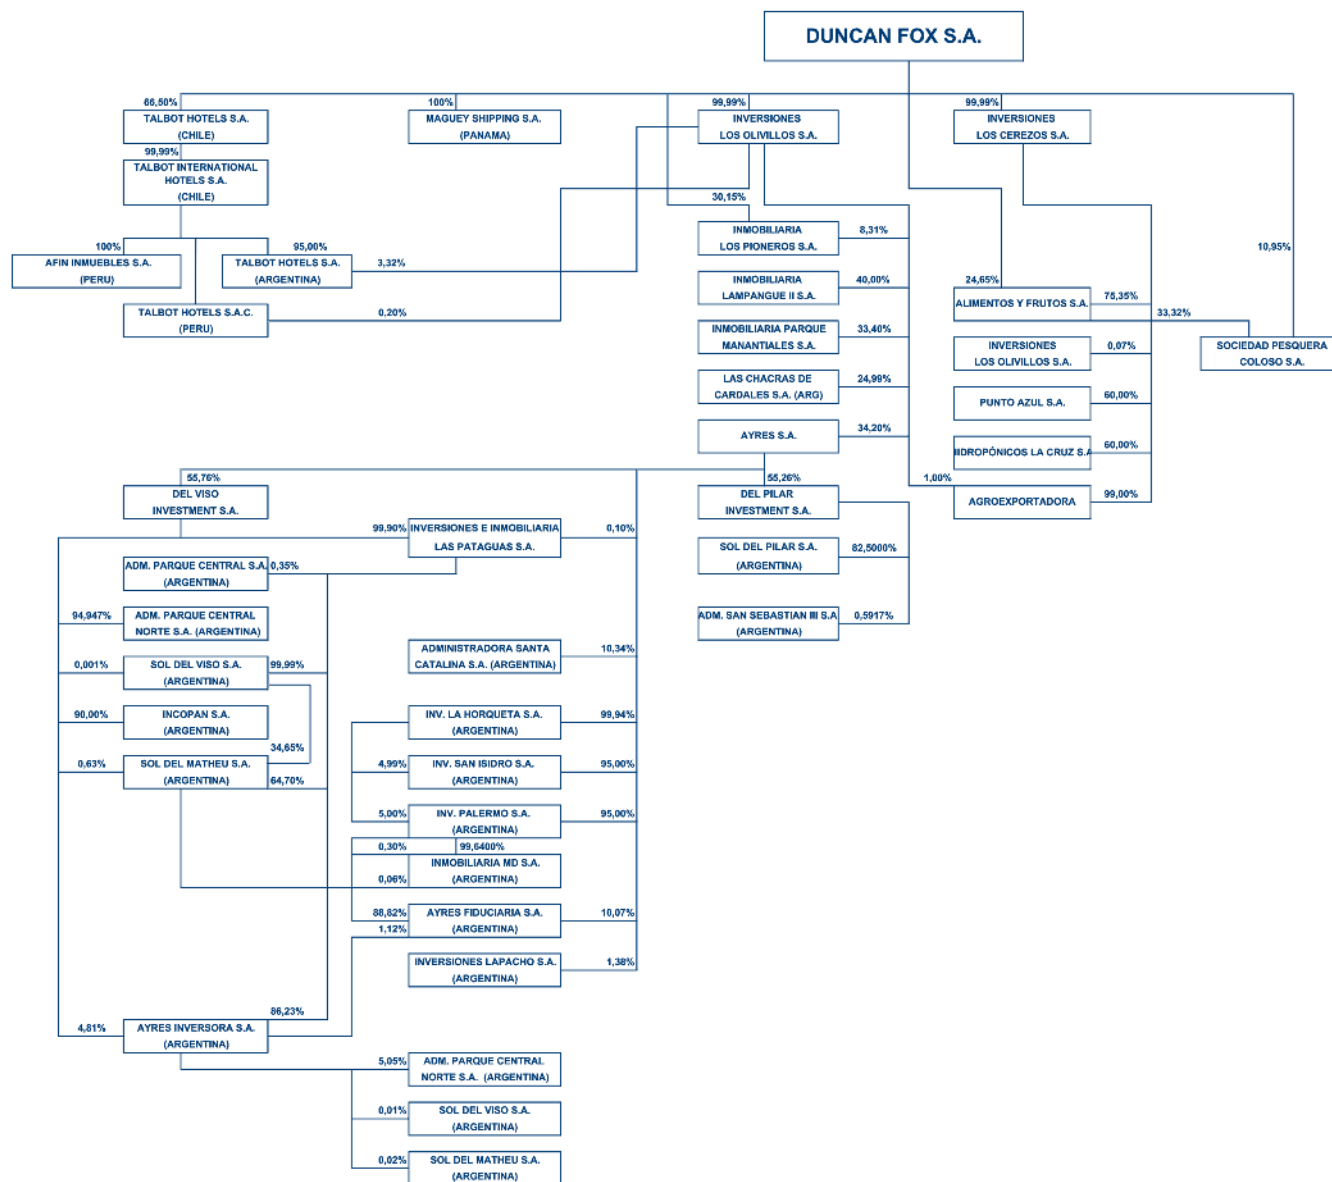 DUNCAN FOX S.A.
66,50%
100%
99,99%
99,99%
TALBOT HOTELS S.A.
(CHILE)
MAGUEY SHIPPING S.A.
(PANAMA)
INVERSIONES
LOS OLIVILLOS S.A.
INVERSIONES
LOS CEREZOS S.A.
99,99%
TALBOT INTERNATIONAL
HOTELS S.A.
(CHILE)
30,15%
INMOBILIARIA
LOS PIONEROS S.A.
8,31%
100%
95,00%
10,95%
AFIN INMUEBLES S.A.
(PERU)
TALBOT HOTELS S.A.
(ARGENTINA)
3,32%
INMOBILIARIA
LAMPANGUE II S.A.
40,00%
24,65%
ALIMENTOS Y FRUTOS S.A.
75,35%
33,32%
TALBOT HOTELS S.A.C.
(PERU)
0,20%
INMOBILIARIA PARQUE
MANANTIALES S.A.
33,40%
INVERSIONES
LOS OLIVILLOS S.A.
0,07%
SOCIEDAD PESQUERA
COLOSO S.A.
LAS CHACRAS DE
CARDALES S.A. (ARG)
24,99%
PUNTO AZUL S.A.
60,00%
AYRES S.A.
34,20%
HIDROPÓNICOS LA CRUZ S.A
60,00%
55,76%
55,26%
1,00%
DEL VISO
INVESTMENT S.A.
DEL PILAR
INVESTMENT S.A.
AGROEXPORTADORA
99,00%
99,90%
INVERSIONES E INMOBILIARIA
LAS PATAGUAS S.A.
0,10%
SOL DEL PILAR S.A.
(ARGENTINA)
82,5000%
ADM. PARQUE CENTRAL S.A.
(ARGENTINA)
0,35%
94,947%
ADM. PARQUE CENTRAL
NORTE S.A. (ARGENTINA)
ADM. SAN SEBASTIAN III S.A
(ARGENTINA)
0,5917%
0,001%
SOL DEL VISO S.A.
(ARGENTINA)
99,99%
ADMINISTRADORA SANTA
CATALINA S.A. (ARGENTINA)
10,34%
90,00%
INCOPAN S.A.
(ARGENTINA)
INV. LA HORQUETA S.A.
(ARGENTINA)
99,94%
34,65%
0,63%
SOL DEL MATHEU S.A.
(ARGENTINA)
64,70%
4,99%
INV. SAN ISIDRO S.A.
(ARGENTINA)
95,00%
5,00%
INV. PALERMO S.A.
(ARGENTINA)
95,00%
0,30%
99,6400%
INMOBILIARIA MD S.A.
(ARGENTINA)
0,06%
88,82%
AYRES FIDUCIARIA S.A.
(ARGENTINA)
10,07%
1,12%
INVERSIONES LAPACHO S.A.
(ARGENTINA)
1,38%
86,23%
4,81%
AYRES INVERSORA S.A.
(ARGENTINA)
5,05%
ADM. PARQUE CENTRAL
NORTE S.A. (ARGENTINA)
0,01%
SOL DEL VISO S.A.
(ARGENTINA)
0,02%
SOL DEL MATHEU S.A.
(ARGENTINA)